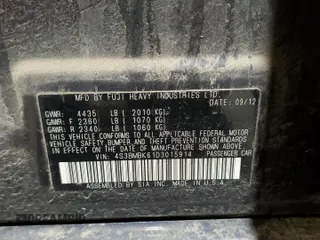 MFD. BY FUJI HEAVY INDUSTRIES LTD.
DATE: 09/12
GVWR: 4435 LB ( 2010 KG)
GAWR: F 2360 LB ( 1070 KG)
GAWR: R 2340 LB ( 1060 KG)
THIS VEHICLE CONFORMS TO ALL APPLICABLE FEDERAL MOTOR
VEHICLE SAFETY, BUMPER, AND THEFT PREVENTION STANDARDS
IN EFFECT ON THE DATE OF MANUFACTURE SHOWN ABOVE.
VIN: 4S3BMBK61D3015914 PASSENGER CAR
ASSEMBLED BY SIA INC. MADE IN U.S.A.